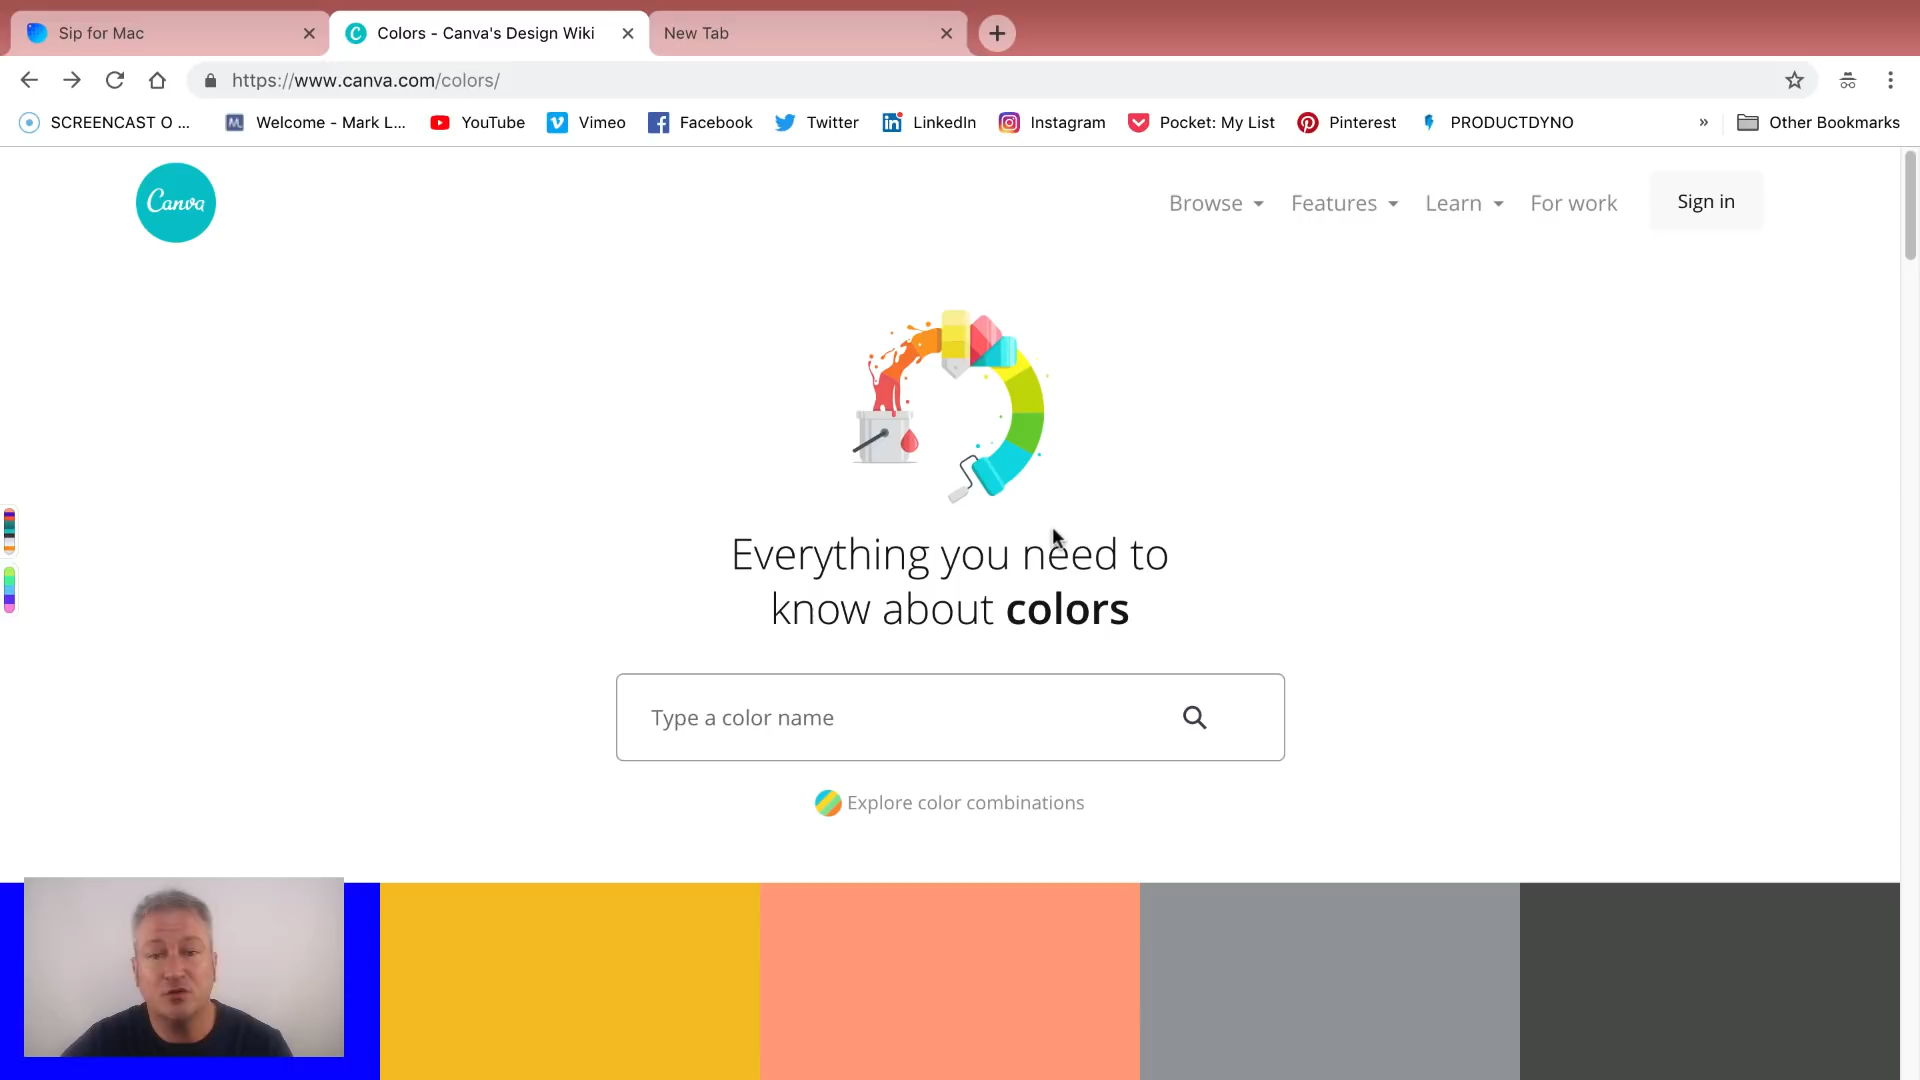 Sip for Mac
Colors - Canva's Design Wiki
New Tab
https://www.canva.com/colors/
SCREENCAST O ...
Welcome - Mark L...
YouTube
Vimeo
Facebook
Twitter
LinkedIn
Instagram
Pocket: My List
Pinterest
PRODUCTDYNO
»
Other Bookmarks
Canva
Browse
Features
Learn
For work
Sign in
Everything you need to
know about colors
Type a color name
Explore color combinations